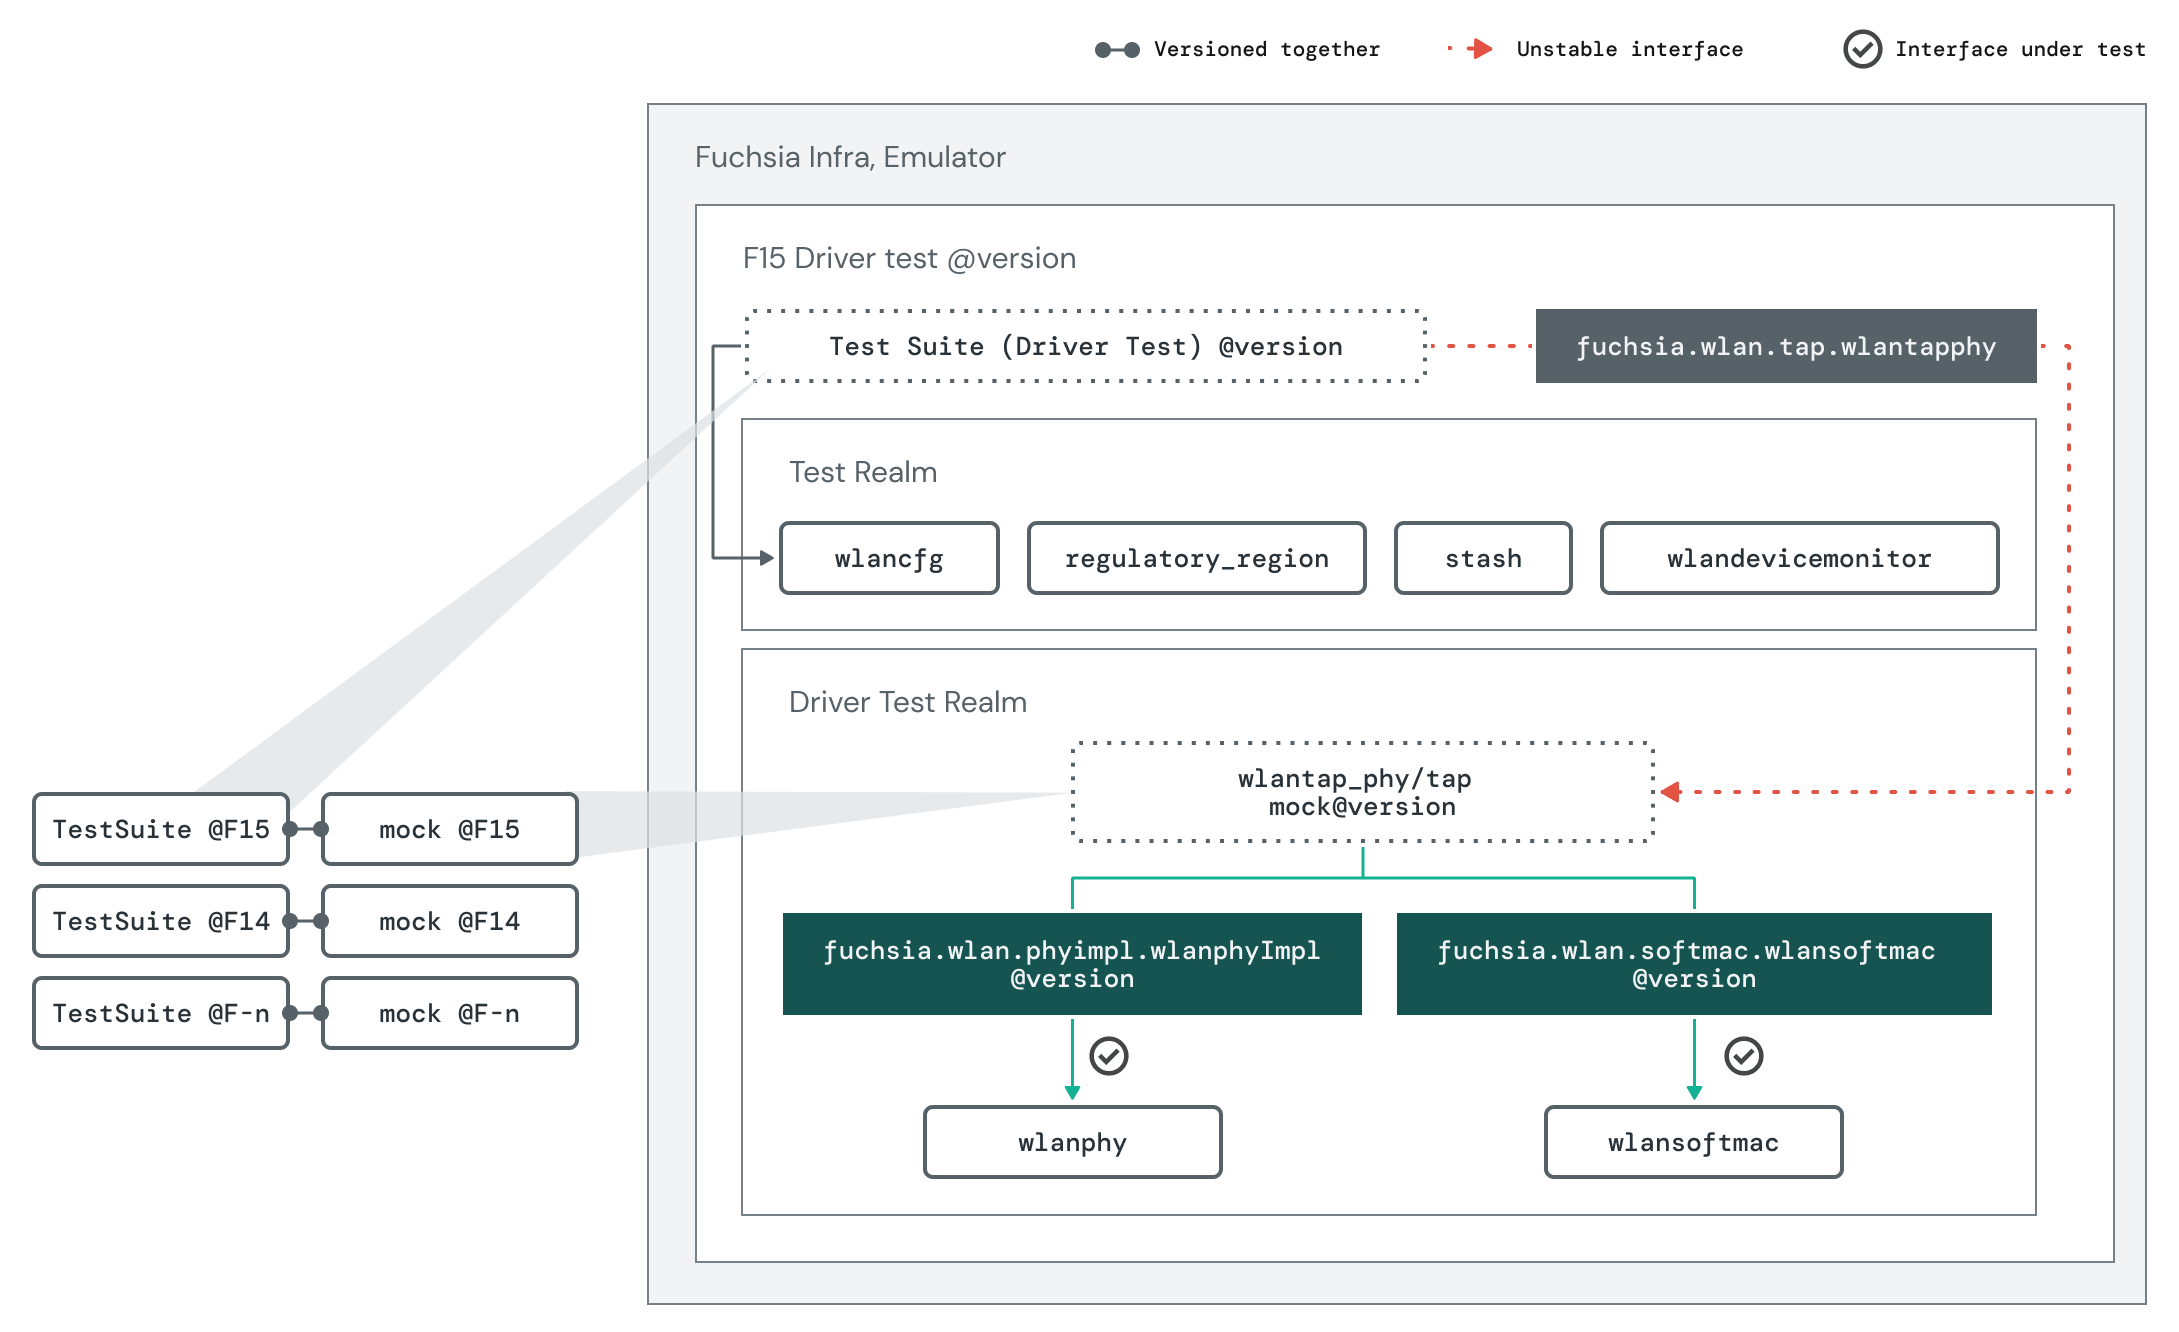 Versioned together
Unstable interface
Interface under test
Fuchsia Infra, Emulator
F15 Driver test @version
Test Suite (Driver Test) @version
fuchsia.wlan.tap.wlantapphy
Test Realm
wlancfg
regulatory_region
stash
wlandevicemonitor
Driver Test Realm
wlantap_phy/tap
mock@version
TestSuite @F15
mock @F15
TestSuite @F14
mock @F14
TestSuite @F-n
mock @F-n
fuchsia.wlan.phyimpl.wlanphyImpl
@version
fuchsia.wlan.softmac.wlansoftmac
@version
wlanphy
wlansoftmac